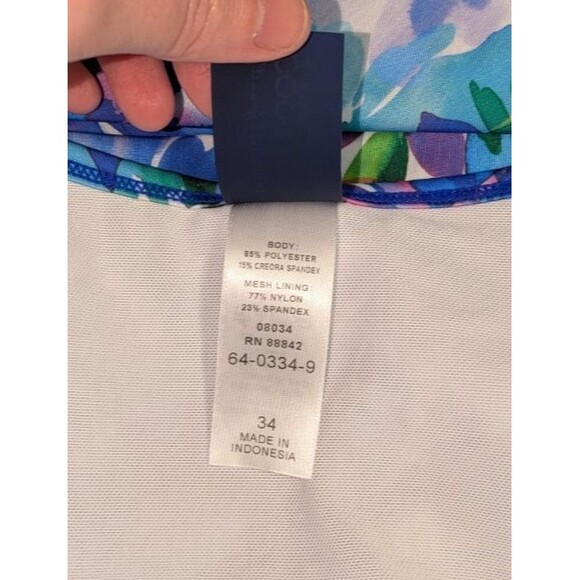 BODY:
85% POLYESTER
15% CREORA SPANDEX
MESH LINING:
77% NYLON
23% SPANDEX
08034
RN 88842
64-0334-9
34
MADE IN
INDONESIA